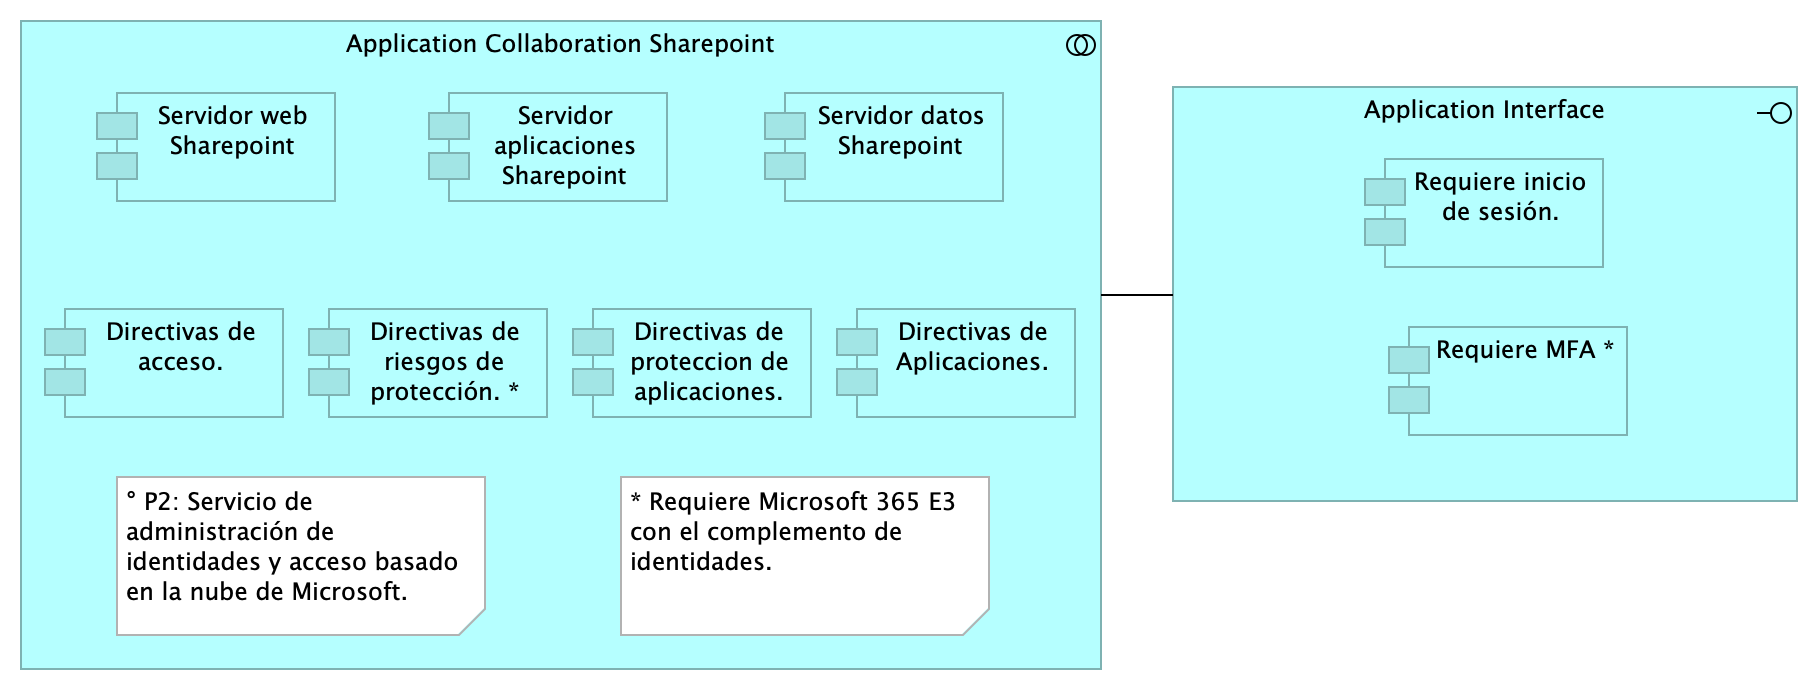 Application Collaboration Sharepoint
Servidor web
Sharepoint
Servidor
aplicaciones
Sharepoint
Servidor datos
Sharepoint
Directivas de
acceso.
Directivas de
riesgos de
protección. *
Directivas de
proteccion de
aplicaciones.
Directivas de
Aplicaciones.
° P2: Servicio de
administración de
identidades y acceso basado
en la nube de Microsoft.
* Requiere Microsoft 365 E3
con el complemento de
identidades.
Application Interface
Requiere inicio
de sesión.
Requiere MFA *